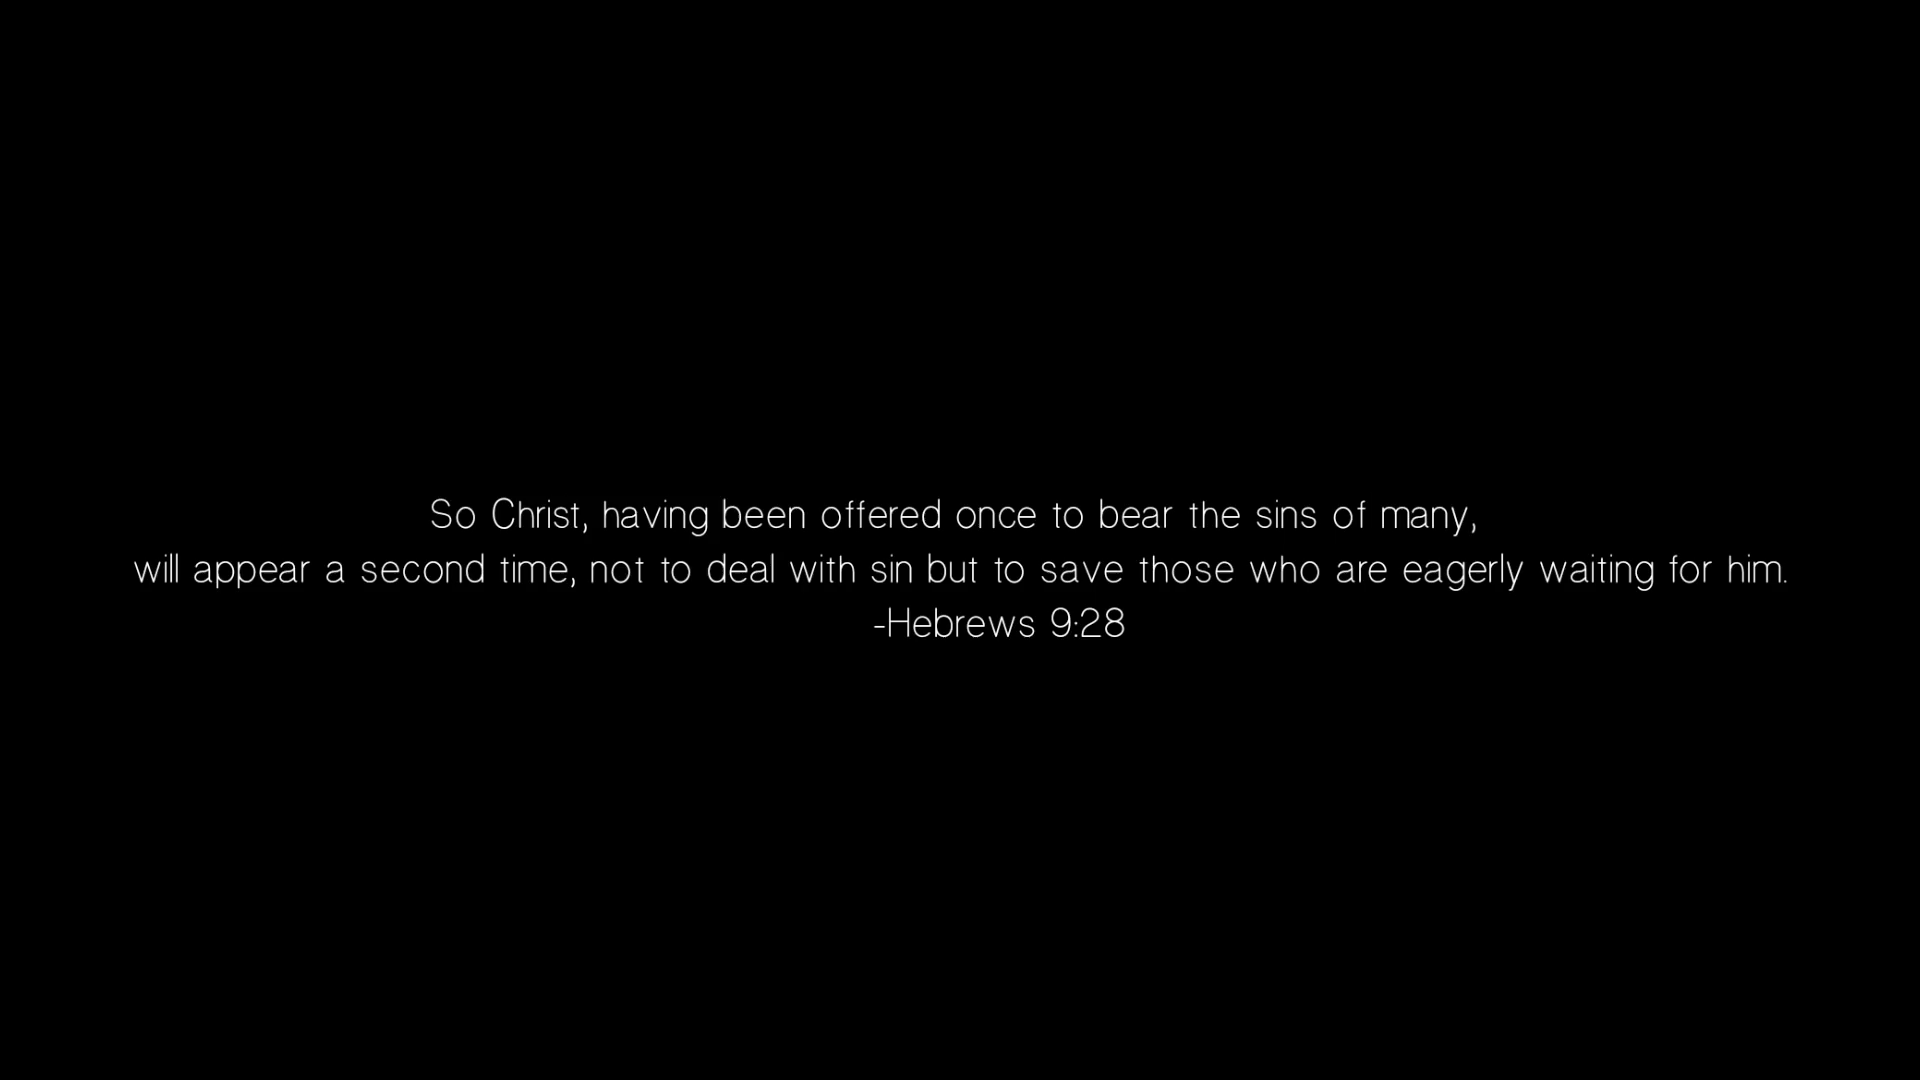 So Christ, having been offered once to bear the sins of many,
will appear a second time, not to deal with sin but to save those who are eagerly waiting for him.
-Hebrews 9:28